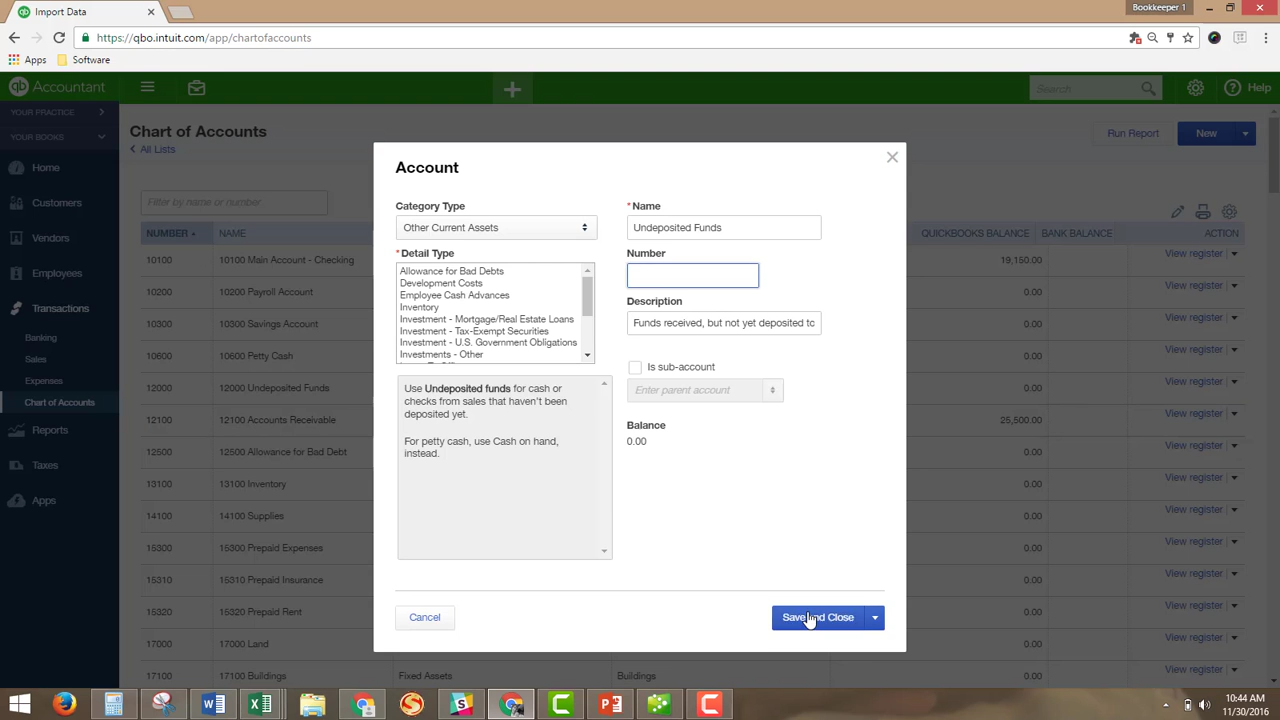 Import Data
Bookkeeper 1
https://qbo.intuit.com/app/chartofaccounts
Apps
Software
qb Accountant
Search
Help
YOUR PRACTICE
YOUR BOOKS
Home
Customers
Vendors
Employees
Transactions
Banking
Sales
Expenses
Chart of Accounts
Reports
Taxes
Apps
Chart of Accounts
All Lists
Run Report
New
Filter by name or number
NUMBER NAME QUICKBOOKS BALANCE BANK BALANCE ACTION
10100 10100 Main Account - Checking 19,150.00 View register
10200 10200 Payroll Account 0.00 View register
10300 10300 Savings Account 0.00 View register
10600 10600 Petty Cash 0.00 View register
12000 12000 Undeposited Funds 0.00 View register
12100 12100 Accounts Receivable 25,500.00 View register
12500 12500 Allowance for Bad Debt 0.00 View register
13100 13100 Inventory 0.00 View register
14100 14100 Supplies 0.00 View register
15300 15300 Prepaid Expenses 0.00 View register
15310 15310 Prepaid Insurance 0.00 View register
15320 15320 Prepaid Rent 0.00 View register
17000 17000 Land 0.00 View register
17100 17100 Buildings Fixed Assets Buildings 0.00 View register
Account
Category Type
Other Current Assets
* Detail Type
Allowance for Bad Debts
Development Costs
Employee Cash Advances
Inventory
Investment - Mortgage/Real Estate Loans
Investment - Tax-Exempt Securities
Investment - U.S. Government Obligations
Investments - Other
Use Undeposited funds for cash or
checks from sales that haven't been
deposited yet.
For petty cash, use Cash on hand,
instead.
* Name
Undeposited Funds
Number
Description
Funds received, but not yet deposited to
Is sub-account
Enter parent account
Balance
0.00
Cancel
Save and Close
10:44 AM
11/30/2016